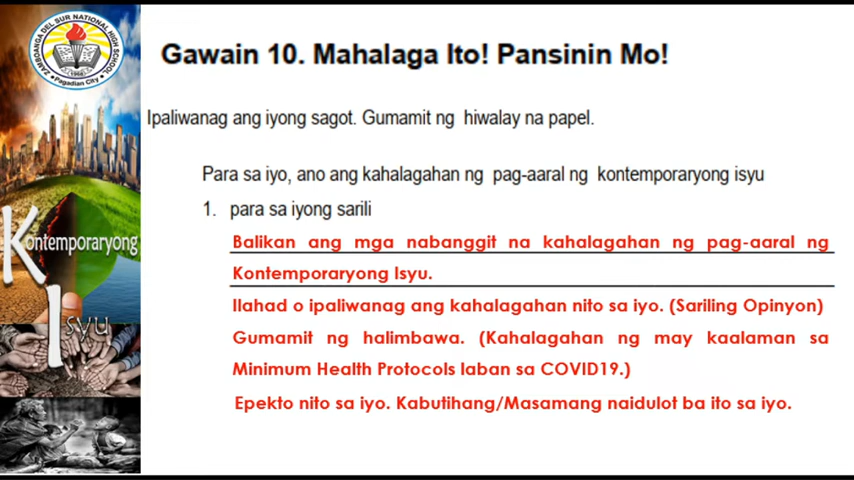 ZAMBOANGA DEL SUR NATIONAL HIGH SCHOOL
1964
Pagadian City
Gawain 10. Mahalaga Ito! Pansinin Mo!
Ipaliwanag ang iyong sagot. Gumamit ng hiwalay na papel.
Para sa iyo, ano ang kahalagahan ng pag-aaral ng kontemporaryong isyu
1. para sa iyong sarili
Balikan ang mga nabanggit na kahalagahan ng pag-aaral ng
Kontemporaryong Isyu.
Ilahad o ipaliwanag ang kahalagahan nito sa iyo. (Sariling Opinyon)
Gumamit ng halimbawa. (Kahalagahan ng may kaalaman sa
Minimum Health Protocols laban sa COVID19.)
Epekto nito sa iyo. Kabutihang/Masamang naidulot ba ito sa iyo.
Kontemporaryong
Isyu